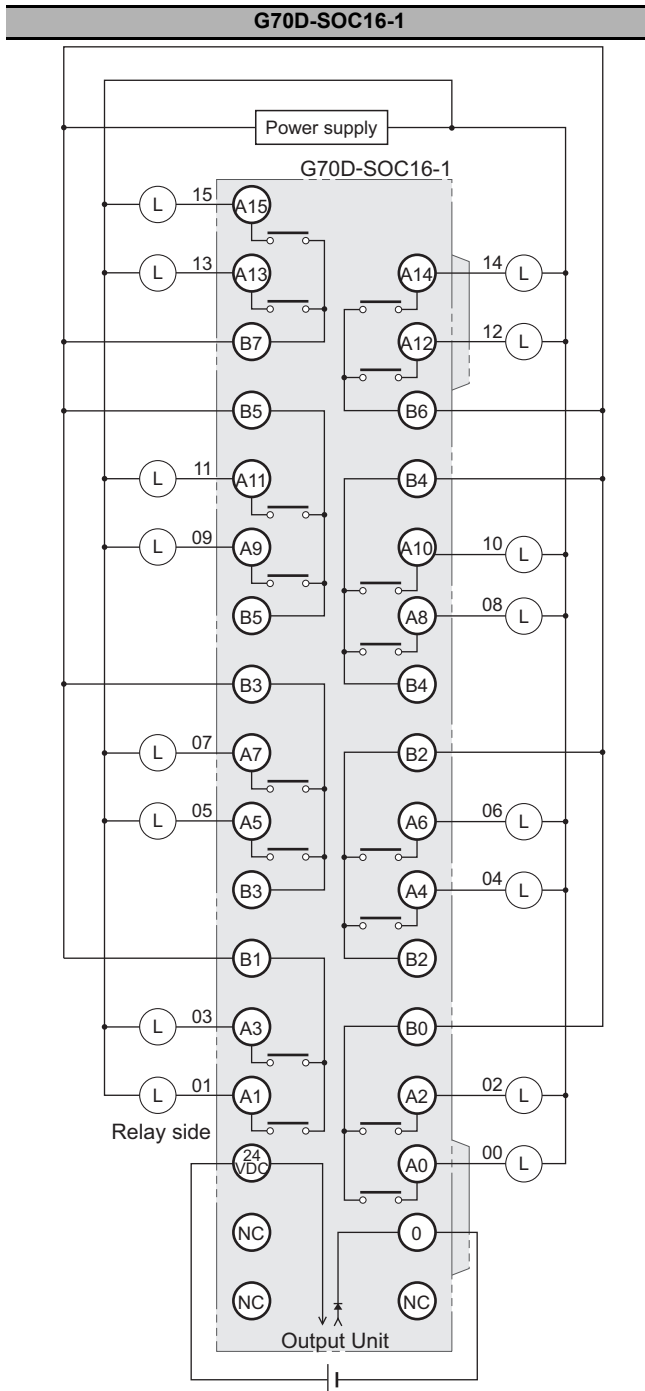 G70D-SOC16-1
Power supply
G70D-SOC16-1
L 15 A15
L 13 A13 A14 14 L
B7 A12 12 L
B5 B6
L 11 A11 B4
L 09 A9 A10 10 L
B5 A8 08 L
B3 B4
L 07 A7 B2
L 05 A5 A6 06 L
B3 A4 04 L
B1 B2
L 03 A3 B0
L 01 A1 A2 02 L
Relay side
24 VDC A0 00 L
NC 0
NC NC
Output Unit